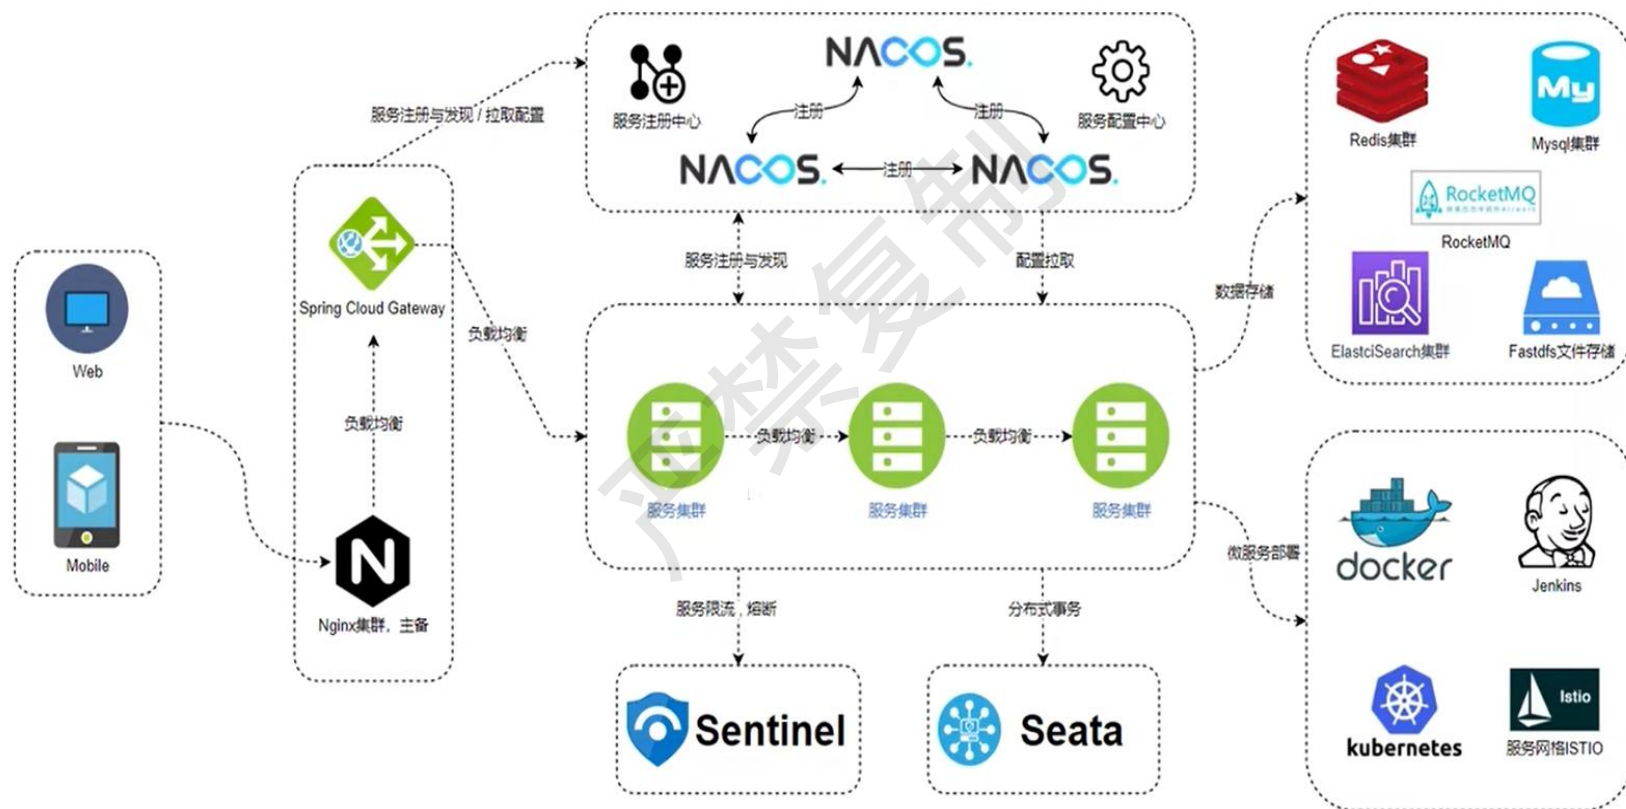 Web
Mobile
服务注册与发现 / 拉取配置
Spring Cloud Gateway
负载均衡
Nginx集群，主备
负载均衡
NACOS.
服务注册中心
服务配置中心
注册
注册
NACOS.
注册
NACOS.
服务注册与发现
配置拉取
负载均衡
负载均衡
服务集群
服务集群
服务集群
服务限流，熔断
分布式事务
Sentinel
Seata
数据存储
Redis集群
My
Mysql集群
RocketMQ
RocketMQ
ElastciSearch集群
Fastdfs文件存储
微服务部署
docker
Jenkins
kubernetes
Istio
服务网格ISTIO
严禁复制